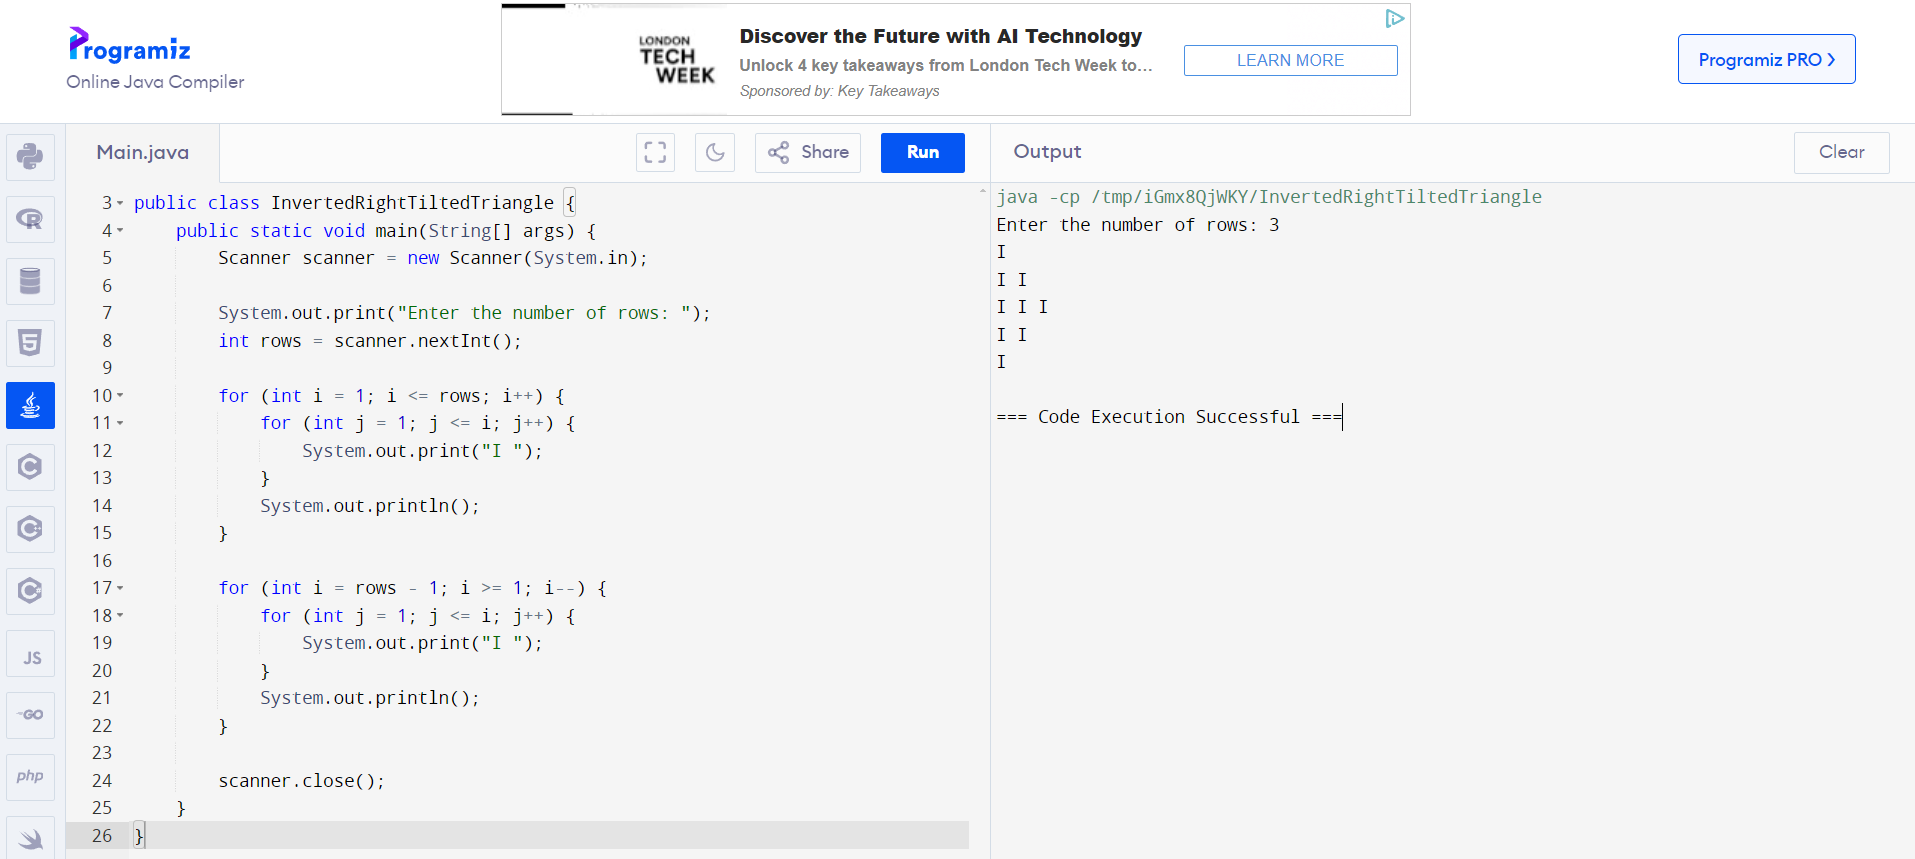 Programiz
Online Java Compiler
LONDON
TECH
WEEK
Discover the Future with AI Technology
Unlock 4 key takeaways from London Tech Week to...
Sponsored by: Key Takeaways
LEARN MORE
Programiz PRO
Main.java
Share
Run
Output
Clear
3 public class InvertedRightTiltedTriangle {
4     public static void main(String[] args) {
5         Scanner scanner = new Scanner(System.in);
6
7         System.out.print("Enter the number of rows: ");
8         int rows = scanner.nextInt();
9
10         for (int i = 1; i <= rows; i++) {
11             for (int j = 1; j <= i; j++) {
12                 System.out.print("I ");
13             }
14             System.out.println();
15         }
16
17         for (int i = rows - 1; i >= 1; i--) {
18             for (int j = 1; j <= i; j++) {
19                 System.out.print("I ");
20             }
21             System.out.println();
22         }
23
24         scanner.close();
25     }
26 }
java -cp /tmp/iGmx8QjWKY/InvertedRightTiltedTriangle
Enter the number of rows: 3
I
I I
I I I
I I
I
=== Code Execution Successful ===
R
5
C
C
C
JS
GO
php